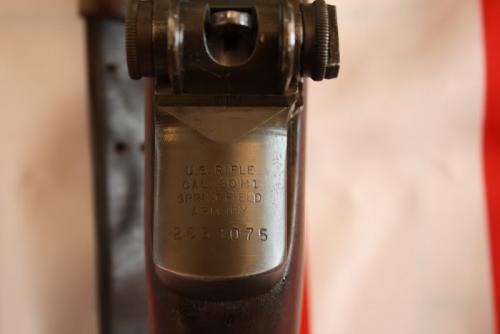 U.S. RIFLE
CAL. .30 M1
SPRINGFIELD
ARMORY